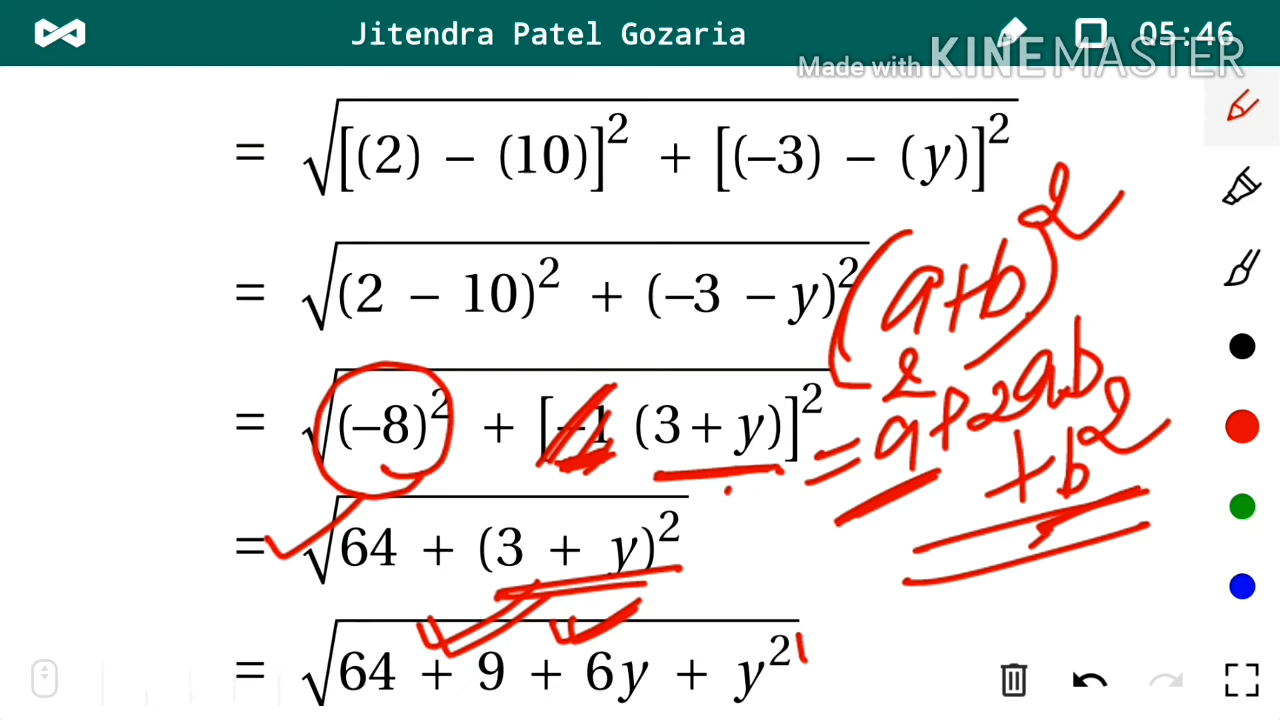 Jitendra Patel Gozaria
05:46
Made with KINEMASTER
= √[(2) – (10)]² + [(–3) – (y)]²
= √(2 – 10)² + (–3 – y)²
(a+b)²
= √(–8)² + [–1 (3 + y)]²
= a² + 2ab
+ b²
= √64 + (3 + y)²
= √64 + 9 + 6y + y²